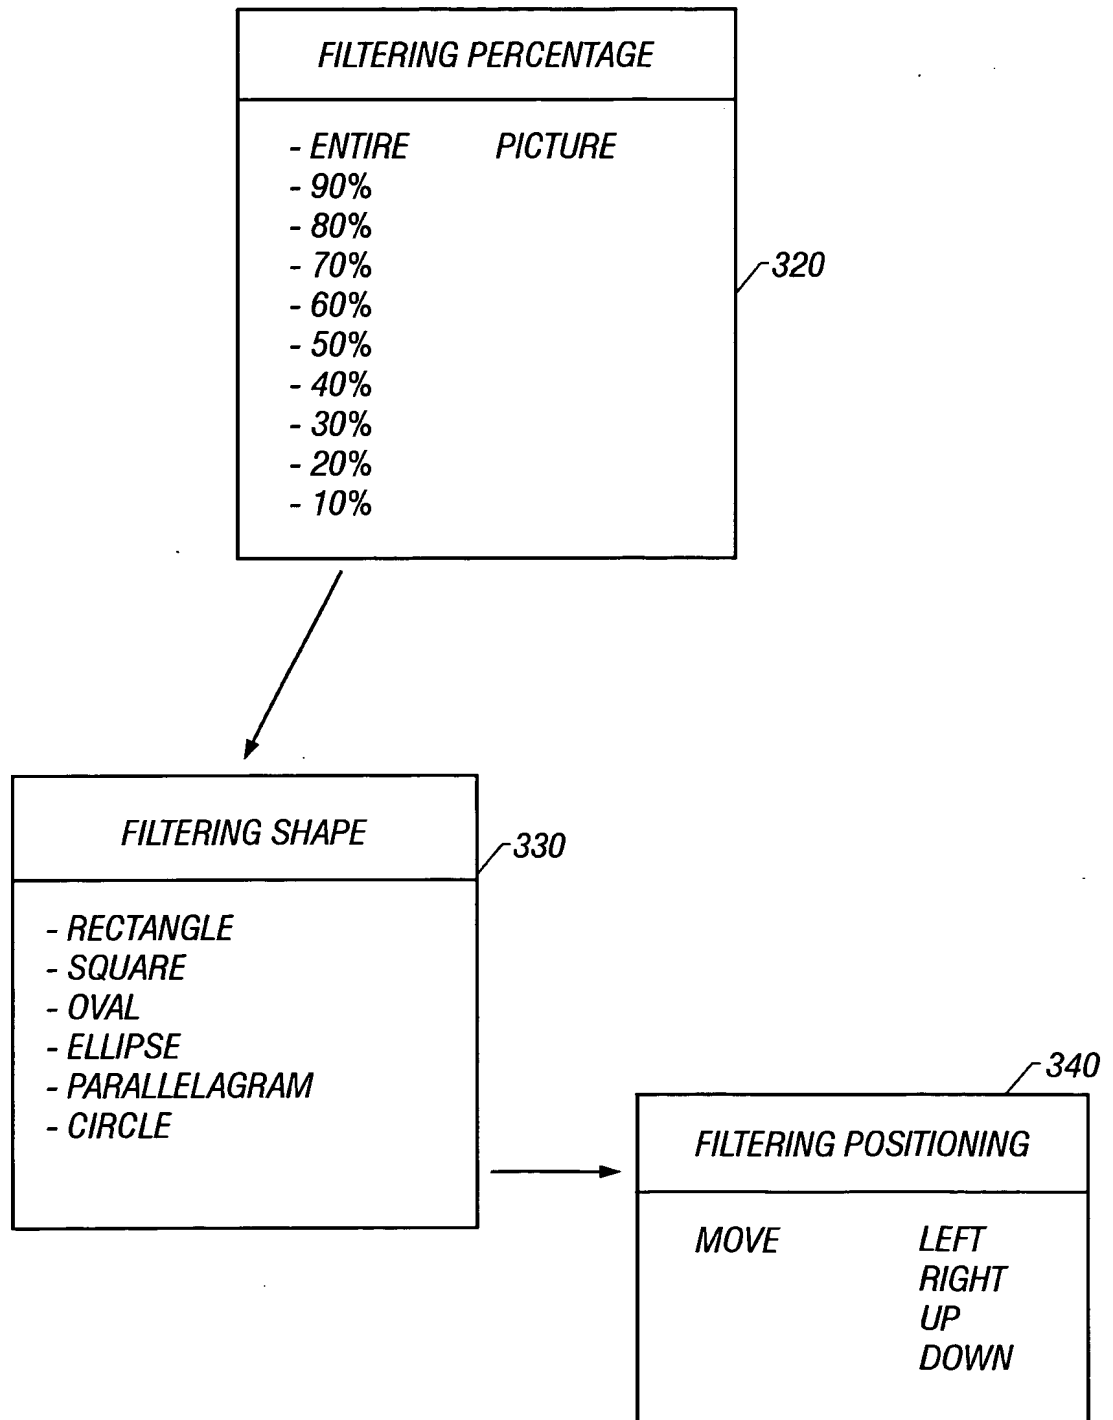 FILTERING PERCENTAGE
- ENTIRE PICTURE
- 90%
- 80%
- 70%
- 60%
- 50%
- 40%
- 30%
- 20%
- 10%
320
FILTERING SHAPE
330
- RECTANGLE
- SQUARE
- OVAL
- ELLIPSE
- PARALLELAGRAM
- CIRCLE
340
FILTERING POSITIONING
MOVE LEFT
RIGHT
UP
DOWN